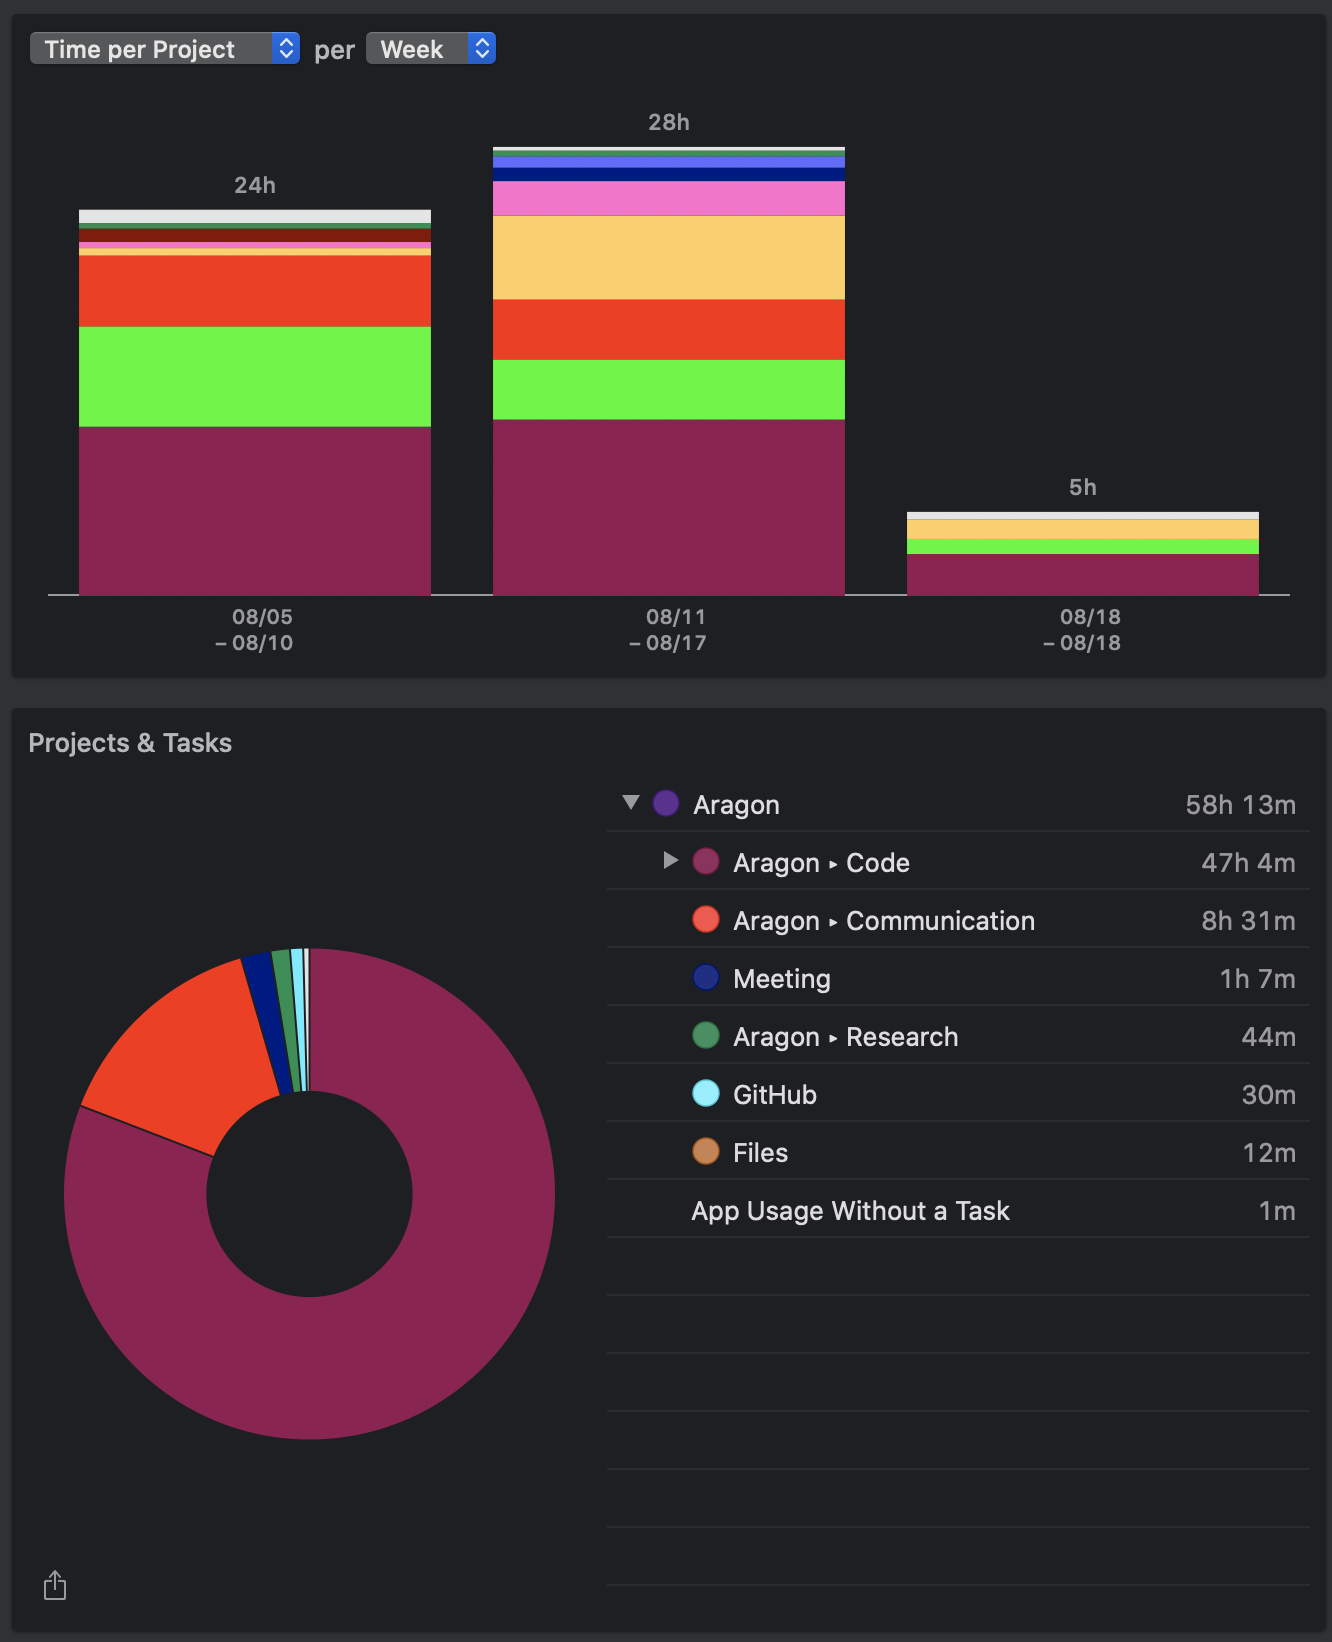 Time per Project per Week
24h
28h
5h
08/05
– 08/10
08/11
– 08/17
08/18
– 08/18
Projects & Tasks
Aragon 58h 13m
Aragon ▸ Code 47h 4m
Aragon ▸ Communication 8h 31m
Meeting 1h 7m
Aragon ▸ Research 44m
GitHub 30m
Files 12m
App Usage Without a Task 1m